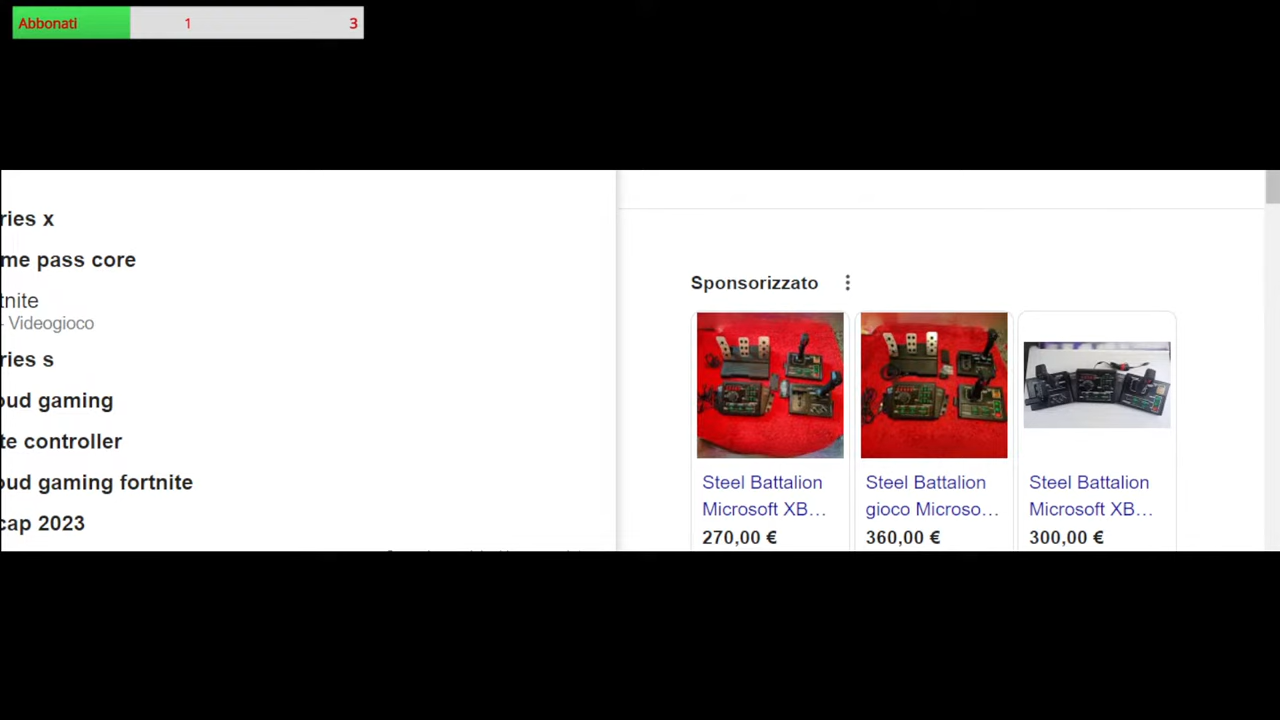 Abbonati 1 3
ries x
me pass core
tnite
- Videogioco
ries s
oud gaming
te controller
oud gaming fortnite
cap 2023
Sponsorizzato
Steel Battalion
Microsoft XB…
270,00 €
Steel Battalion
gioco Microso…
360,00 €
Steel Battalion
Microsoft XB…
300,00 €